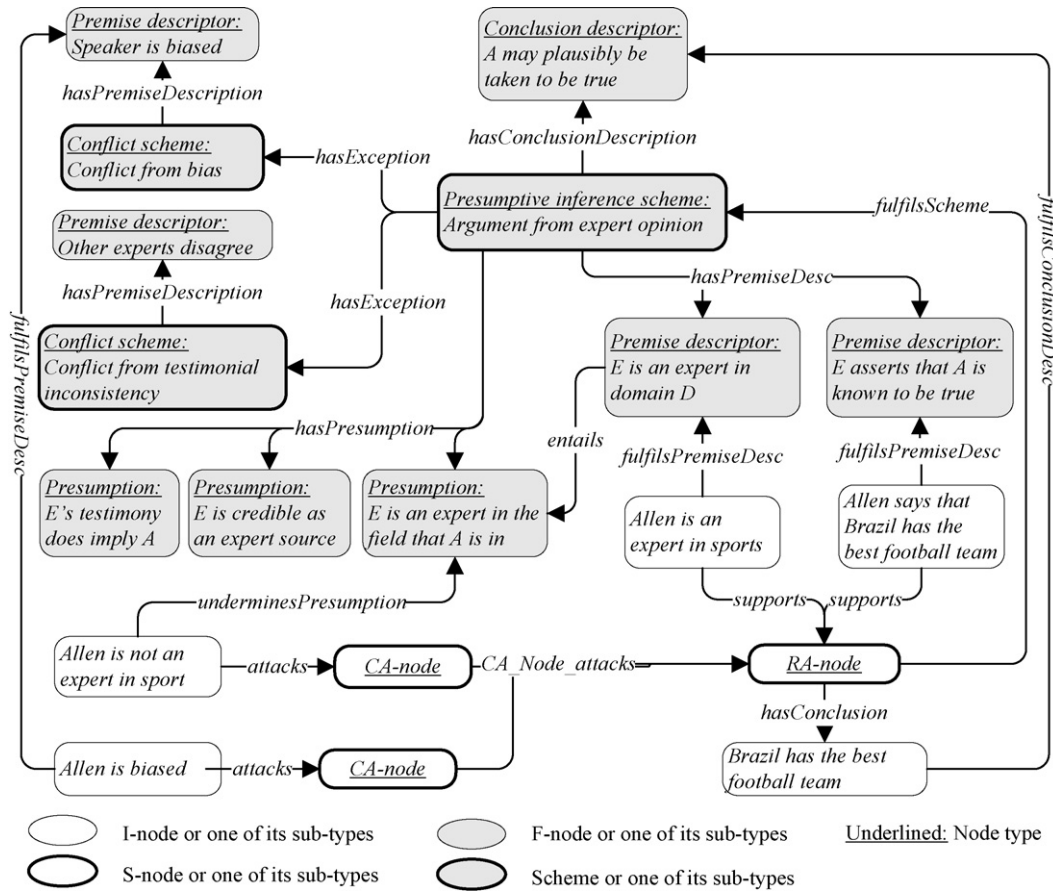 Premise descriptor:
Speaker is biased
Conclusion descriptor:
A may plausibly be
taken to be true
hasPremiseDescription
hasConclusionDescription
Conflict scheme:
Conflict from bias
hasException
Presumptive inference scheme:
Argument from expert opinion
fulfilsScheme
fulfilsConclusionDesc
Premise descriptor:
Other experts disagree
hasPremiseDescription
hasException
hasPremiseDesc
fulfilsPremiseDesc
Conflict scheme:
Conflict from testimonial
inconsistency
Premise descriptor:
E is an expert in
domain D
Premise descriptor:
E asserts that A is
known to be true
hasPresumption
entails
fulfilsPremiseDesc
fulfilsPremiseDesc
Presumption:
E's testimony
does imply A
Presumption:
E is credible as
an expert source
Presumption:
E is an expert in the
field that A is in
Allen is an
expert in sports
Allen says that
Brazil has the
best football team
underminesPresumption
supports
supports
Allen is not an
expert in sport
attacks
CA-node
CA_Node_attacks
RA-node
hasConclusion
Allen is biased
attacks
CA-node
Brazil has the best
football team
I-node or one of its sub-types
F-node or one of its sub-types
Underlined: Node type
S-node or one of its sub-types
Scheme or one of its sub-types